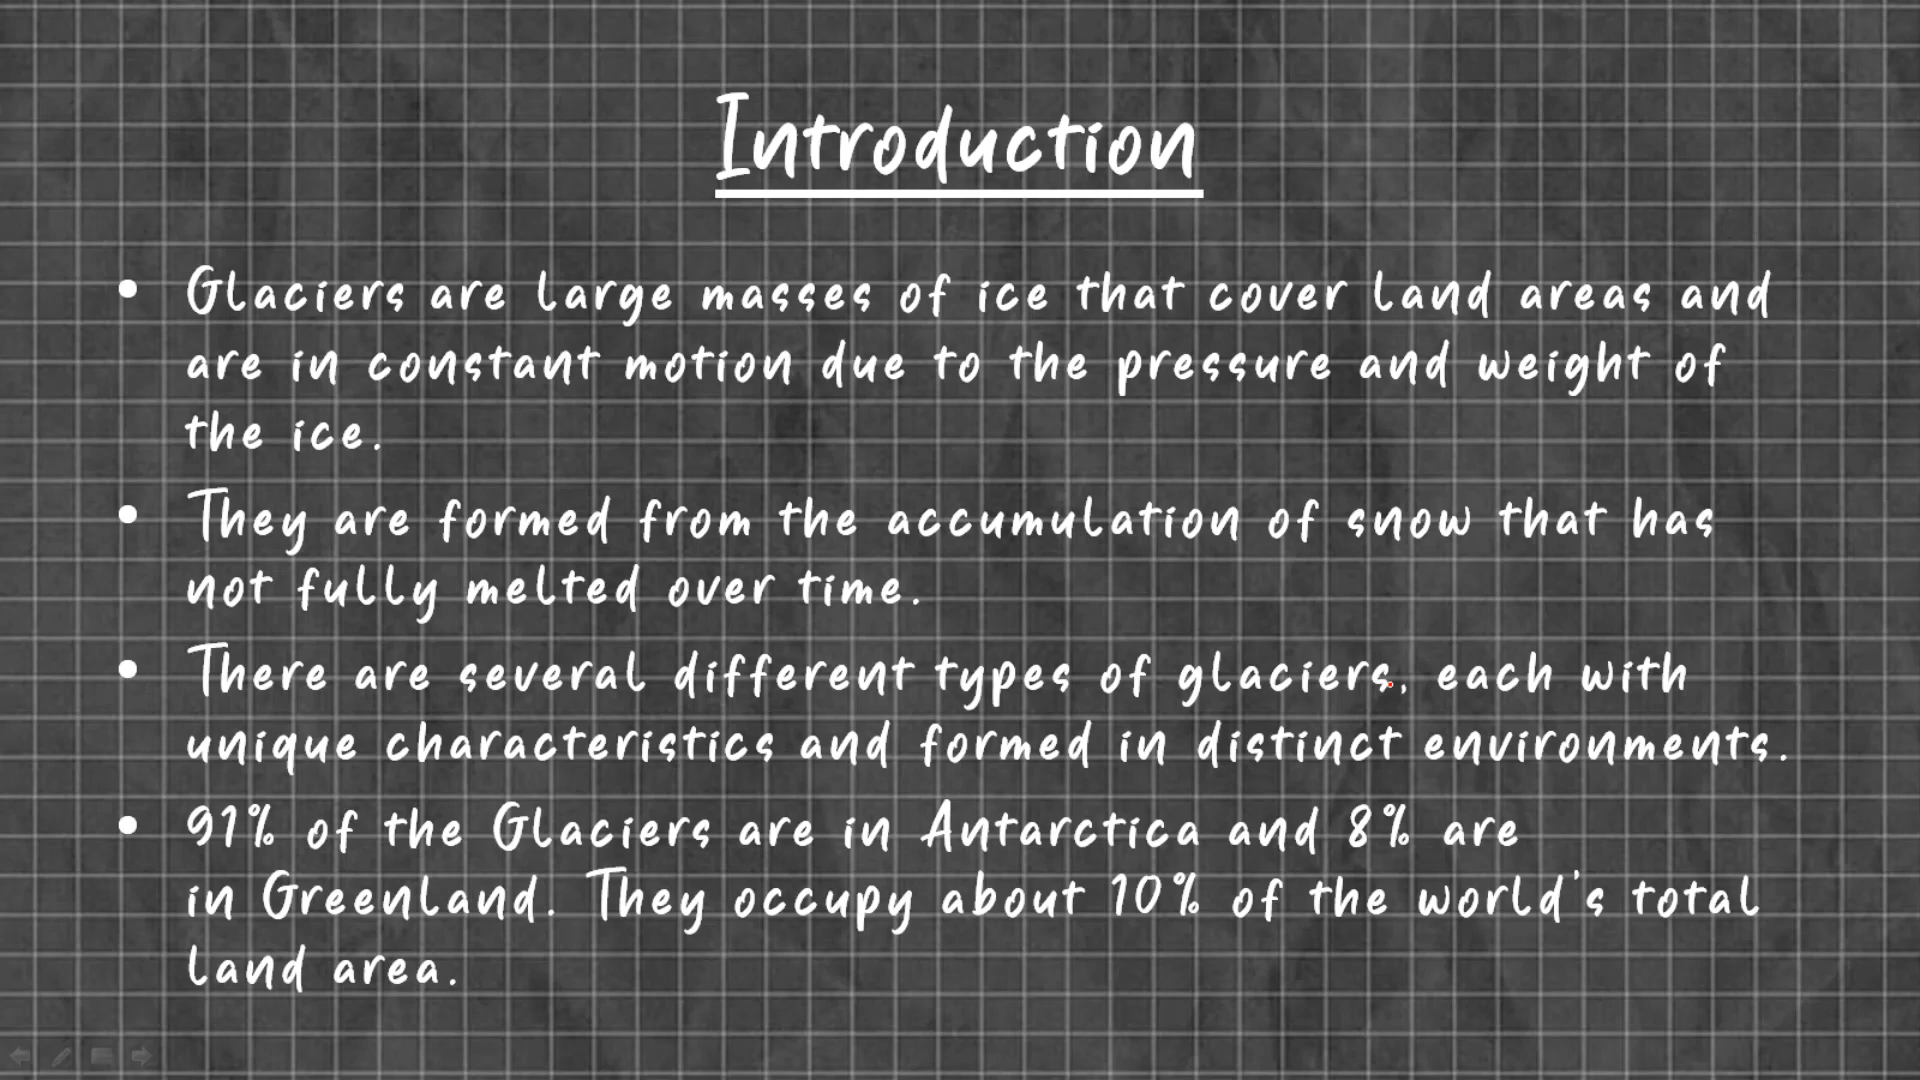 Introduction
• Glaciers are large masses of ice that cover land areas and
are in constant motion due to the pressure and weight of
the ice.
• They are formed from the accumulation of snow that has
not fully melted over time.
• There are several different types of glaciers, each with
unique characteristics and formed in distinct environments.
• 91% of the Glaciers are in Antarctica and 8% are
in Greenland. They occupy about 10% of the world's total
land area.